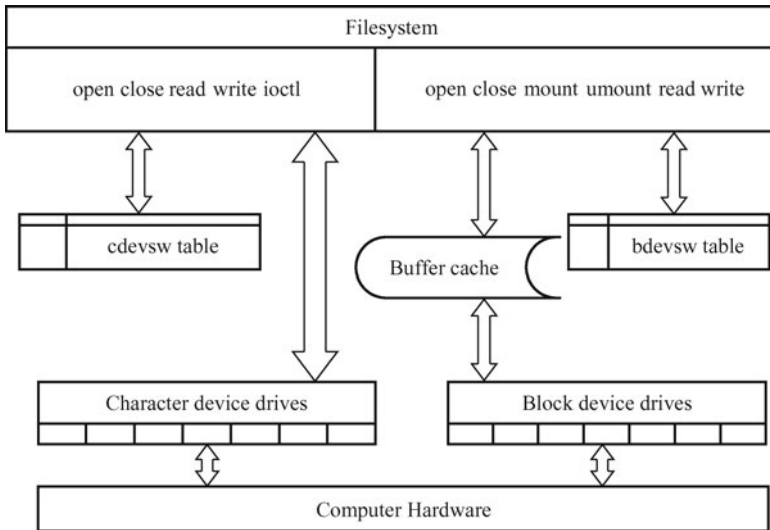 Filesystem
open close read write ioctl
open close mount umount read write
cdevsw table
Buffer cache
bdevsw table
Character device drives
Block device drives
Computer Hardware